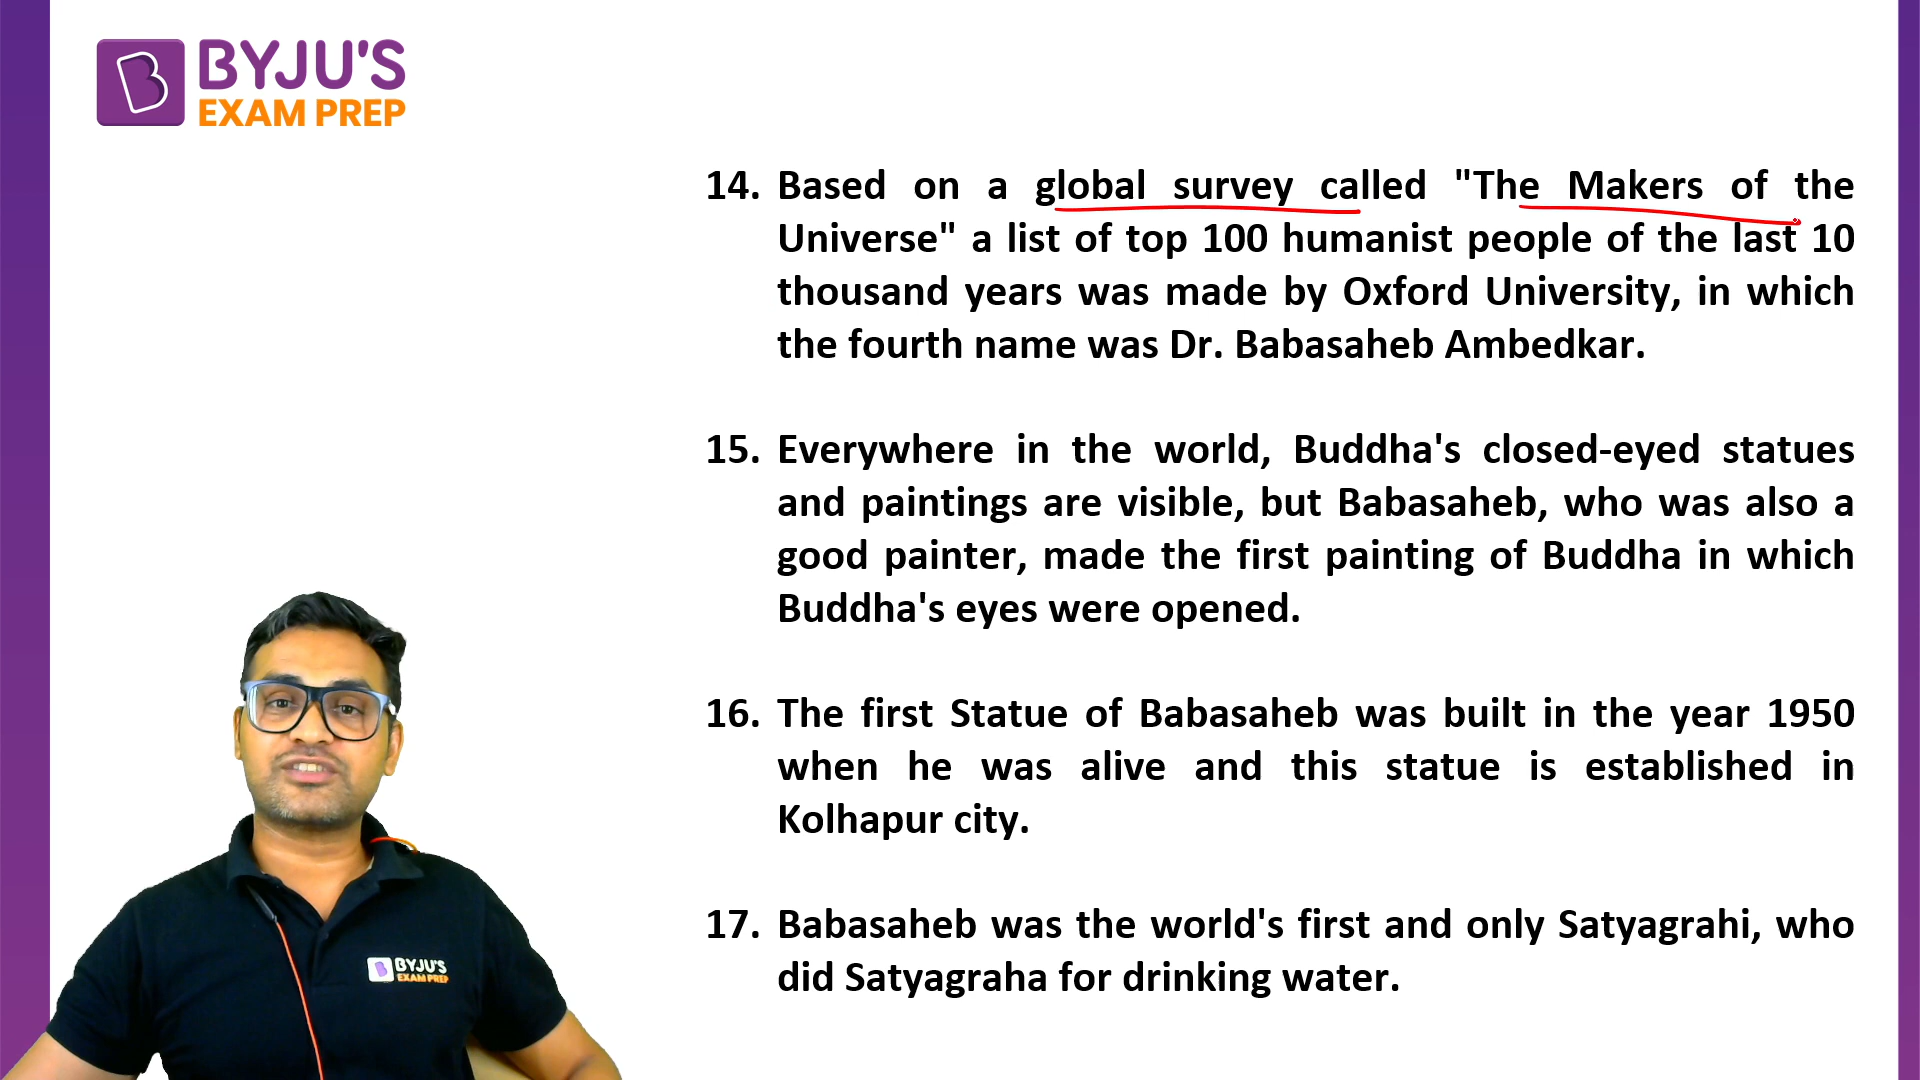 BYJU'S
EXAM PREP
14. Based on a global survey called "The Makers of the
Universe" a list of top 100 humanist people of the last 10
thousand years was made by Oxford University, in which
the fourth name was Dr. Babasaheb Ambedkar.
15. Everywhere in the world, Buddha's closed-eyed statues
and paintings are visible, but Babasaheb, who was also a
good painter, made the first painting of Buddha in which
Buddha's eyes were opened.
16. The first Statue of Babasaheb was built in the year 1950
when he was alive and this statue is established in
Kolhapur city.
17. Babasaheb was the world's first and only Satyagrahi, who
did Satyagraha for drinking water.
BYJU'S
EXAM PREP